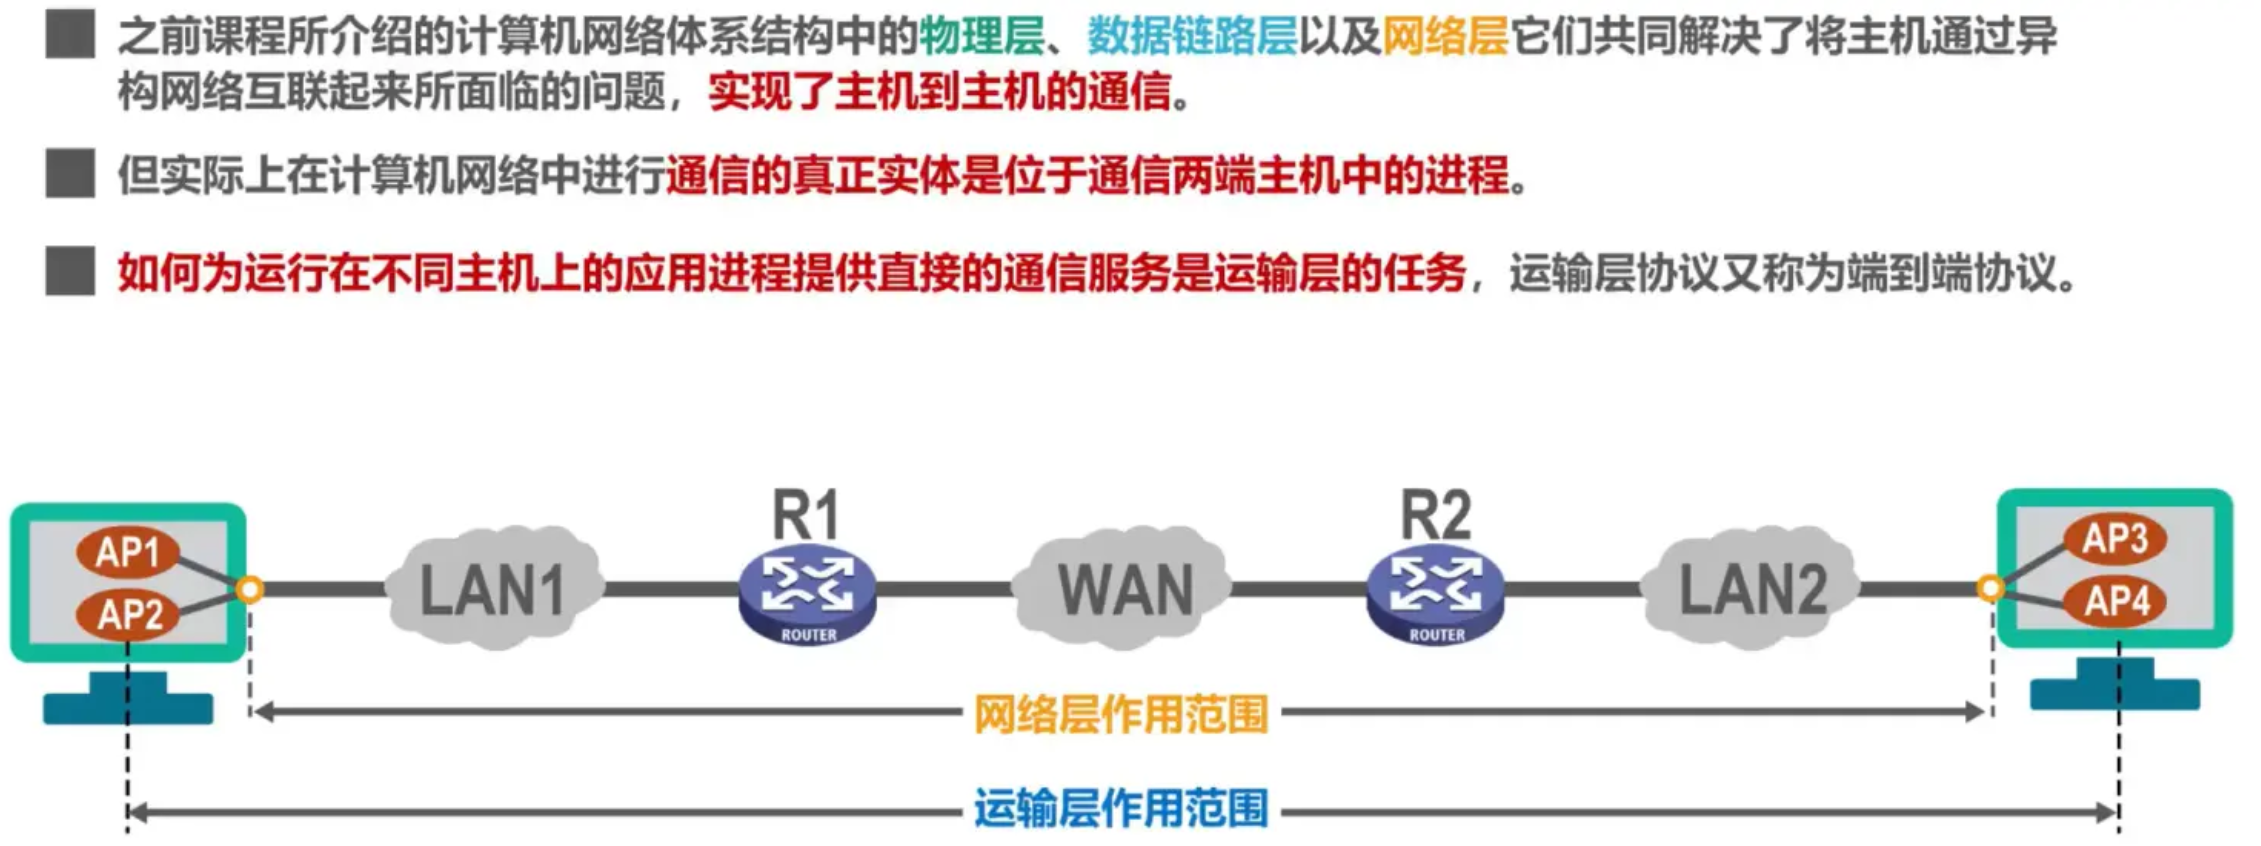 之前课程所介绍的计算机网络体系结构中的物理层、数据链路层以及网络层它们共同解决了将主机通过异
构网络互联起来所面临的问题，实现了主机到主机的通信。
但实际上在计算机网络中进行通信的真正实体是位于通信两端主机中的进程。
如何为运行在不同主机上的应用进程提供直接的通信服务是运输层的任务，运输层协议又称为端到端协议。
R1
R2
AP1
AP2
LAN1
ROUTER
WAN
ROUTER
LAN2
AP3
AP4
网络层作用范围
运输层作用范围